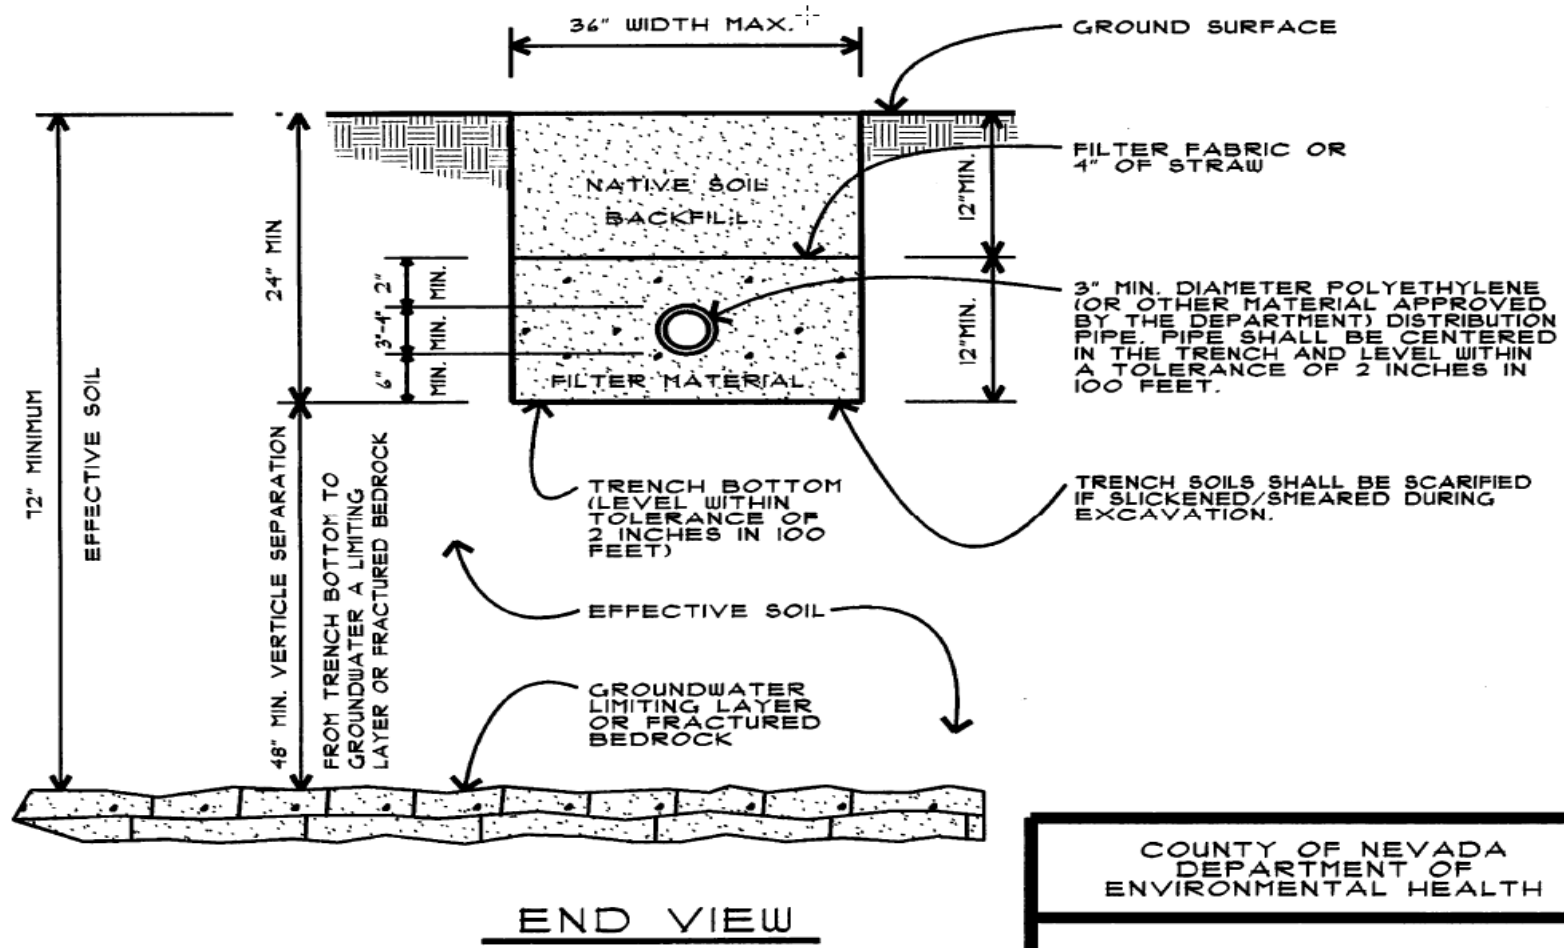 36" WIDTH MAX.
GROUND SURFACE
FILTER FABRIC OR
4" OF STRAW
NATIVE SOIL
BACKFILL
12" MIN.
24" MIN
2"
MIN.
3"-4"
MIN.
6"
MIN.
12" MIN.
3" MIN. DIAMETER POLYETHYLENE
(OR OTHER MATERIAL APPROVED
BY THE DEPARTMENT) DISTRIBUTION
PIPE. PIPE SHALL BE CENTERED
IN THE TRENCH AND LEVEL WITHIN
A TOLERANCE OF 2 INCHES IN
100 FEET.
FILTER MATERIAL
72" MINIMUM
EFFECTIVE SOIL
48" MIN. VERTICLE SEPARATION
FROM TRENCH BOTTOM TO
GROUNDWATER A LIMITING
LAYER OR FRACTURED BEDROCK
TRENCH BOTTOM
(LEVEL WITHIN
TOLERANCE OF
2 INCHES IN 100
FEET)
TRENCH SOILS SHALL BE SCARIFIED
IF SLICKENED/SMEARED DURING
EXCAVATION.
EFFECTIVE SOIL
GROUNDWATER
LIMITING LAYER
OR FRACTURED
BEDROCK
END VIEW
COUNTY OF NEVADA
DEPARTMENT OF
ENVIRONMENTAL HEALTH